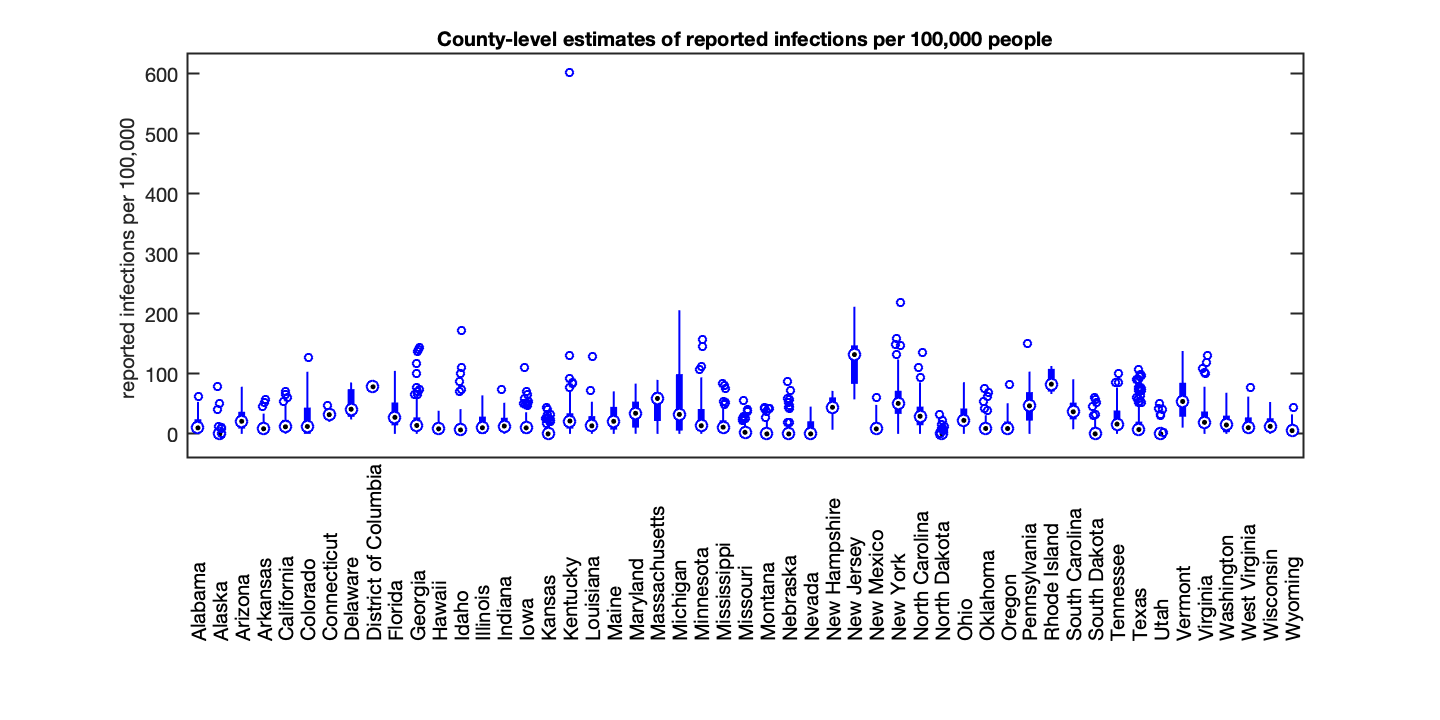 County-level estimates of reported infections per 100,000 people
reported infections per 100,000
600
500
400
300
200
100
0
Alabama
Alaska
Arizona
Arkansas
California
Colorado
Connecticut
Delaware
District of Columbia
Florida
Georgia
Hawaii
Idaho
Illinois
Indiana
Iowa
Kansas
Kentucky
Louisiana
Maine
Maryland
Massachusetts
Michigan
Minnesota
Mississippi
Missouri
Montana
Nebraska
Nevada
New Hampshire
New Jersey
New Mexico
New York
North Carolina
North Dakota
Ohio
Oklahoma
Oregon
Pennsylvania
Rhode Island
South Carolina
South Dakota
Tennessee
Texas
Utah
Vermont
Virginia
Washington
West Virginia
Wisconsin
Wyoming